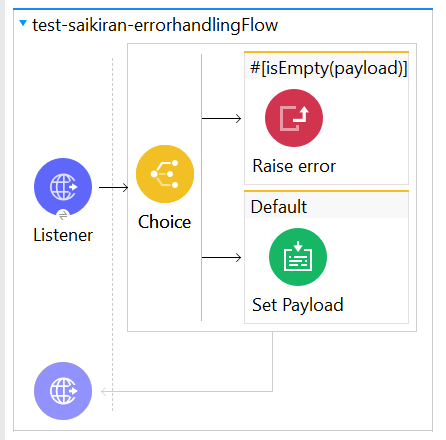 test-saikiran-errorhandlingFlow
#[isEmpty(payload)]
Raise error
Listener
Choice
Default
Set Payload